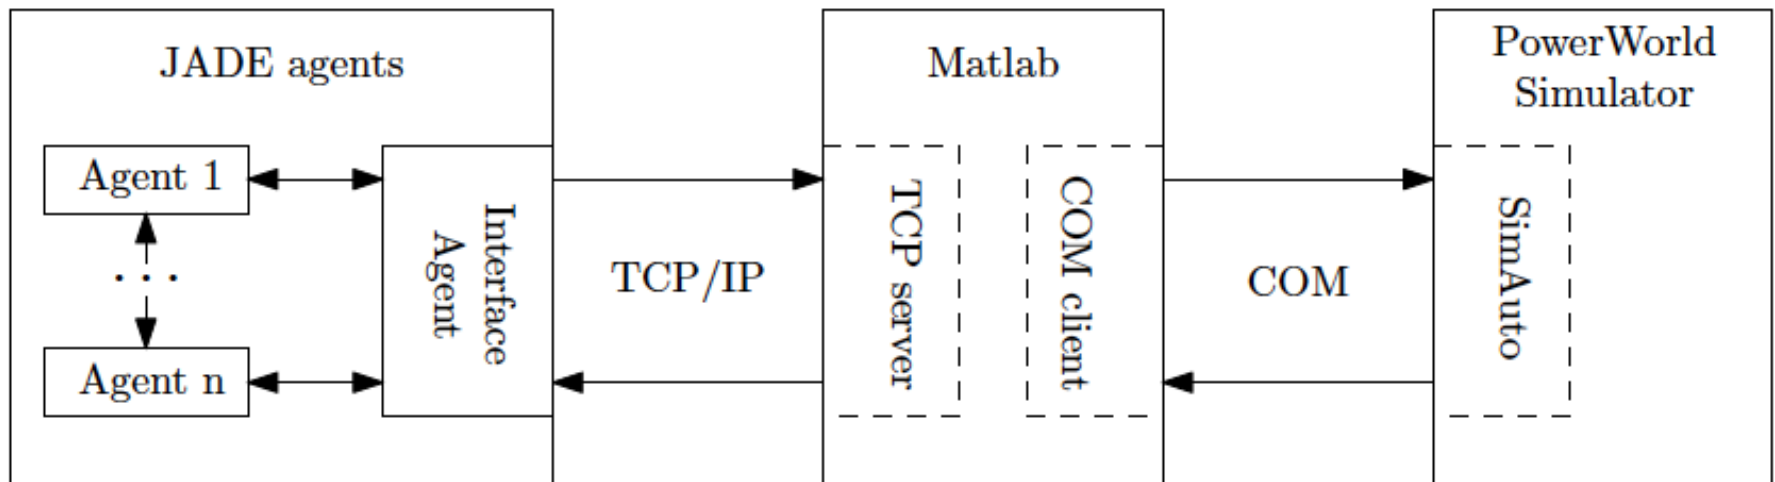 JADE agents
Agent 1
. . .
Agent n
Interface
Agent
TCP/IP
Matlab
TCP server
COM client
COM
PowerWorld
Simulator
SimAuto